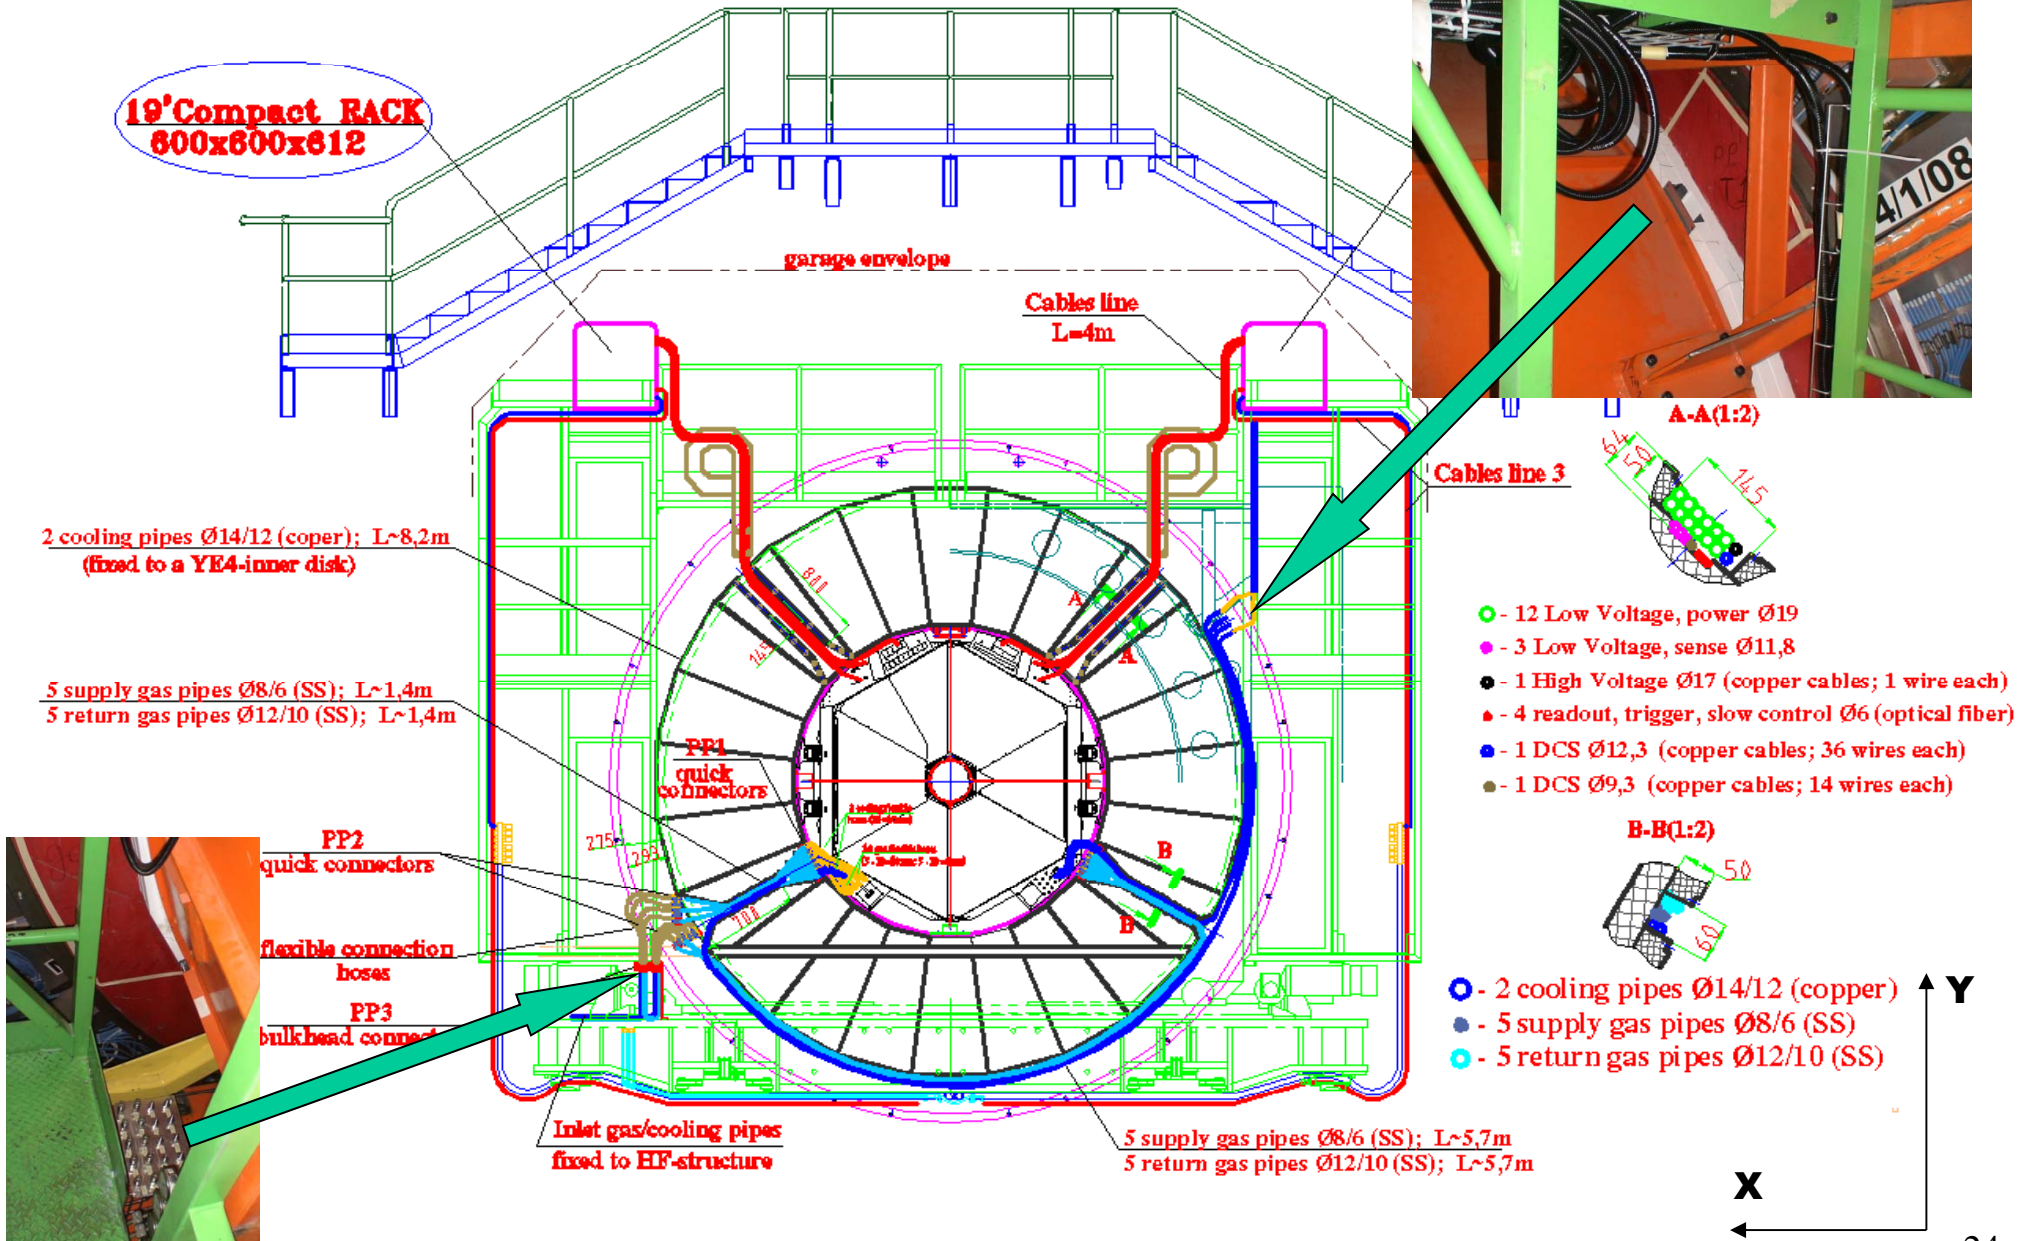 19'Compact RACK
600x600x612
garage envelope
Cables line
L=4m
4/1/08
A-A(1:2)
64
50
145
Cables line 3
2 cooling pipes Ø14/12 (coper); L~8,2m
(fixed to a YE4-inner disk)
800
A
A
12 Low Voltage, power Ø19
3 Low Voltage, sense Ø11,8
1 High Voltage Ø17 (copper cables; 1 wire each)
4 readout, trigger, slow control Ø6 (optical fiber)
1 DCS Ø12,3 (copper cables; 36 wires each)
1 DCS Ø9,3 (copper cables; 14 wires each)
5 supply gas pipes Ø8/6 (SS); L~1,4m
5 return gas pipes Ø12/10 (SS); L~1,4m
PP1
quick
connectors
PP2
quick connectors
275
293
100
B
B
B-B(1:2)
50
60
flexible connection
hoses
PP3
bulkhead
2 cooling pipes Ø14/12 (copper)
5 supply gas pipes Ø8/6 (SS)
5 return gas pipes Ø12/10 (SS)
Y
X
Inlet gas/cooling pipes
fixed to HF-structure
5 supply gas pipes Ø8/6 (SS); L~5,7m
5 return gas pipes Ø12/10 (SS); L~5,7m